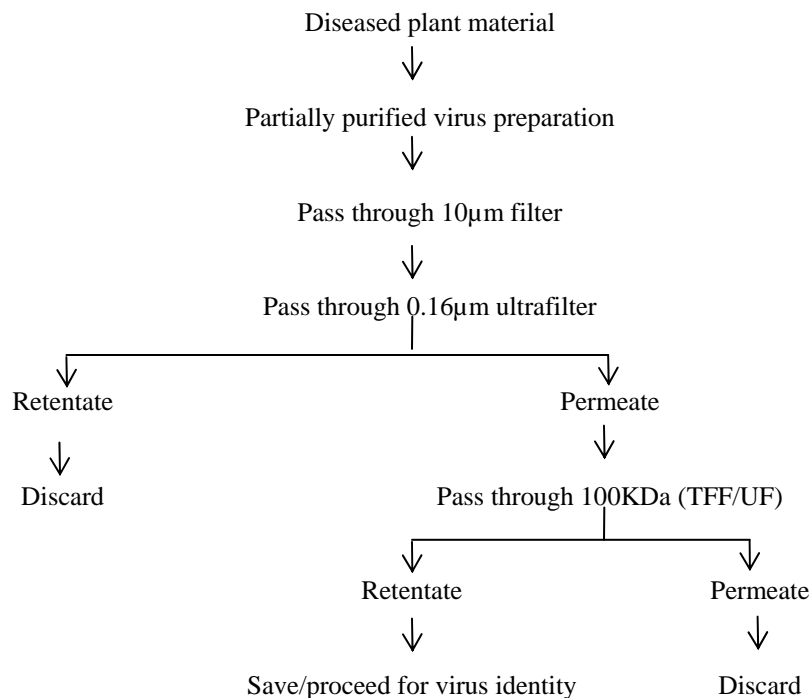 Diseased plant material
Partially purified virus preparation
Pass through 10µm filter
Pass through 0.16µm ultrafilter
Retentate
Permeate
Discard
Pass through 100KDa (TFF/UF)
Retentate
Permeate
Save/proceed for virus identity
Discard